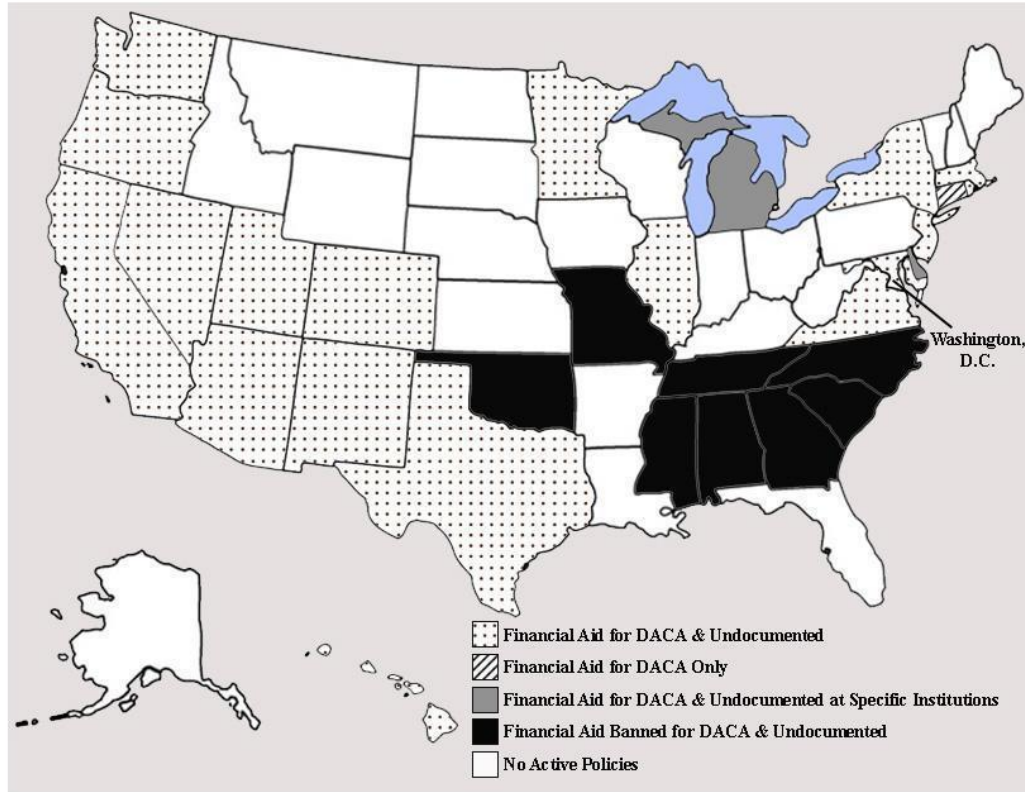 Washington,
D.C.
Financial Aid for DACA & Undocumented
Financial Aid for DACA Only
Financial Aid for DACA & Undocumented at Specific Institutions
Financial Aid Banned for DACA & Undocumented
No Active Policies